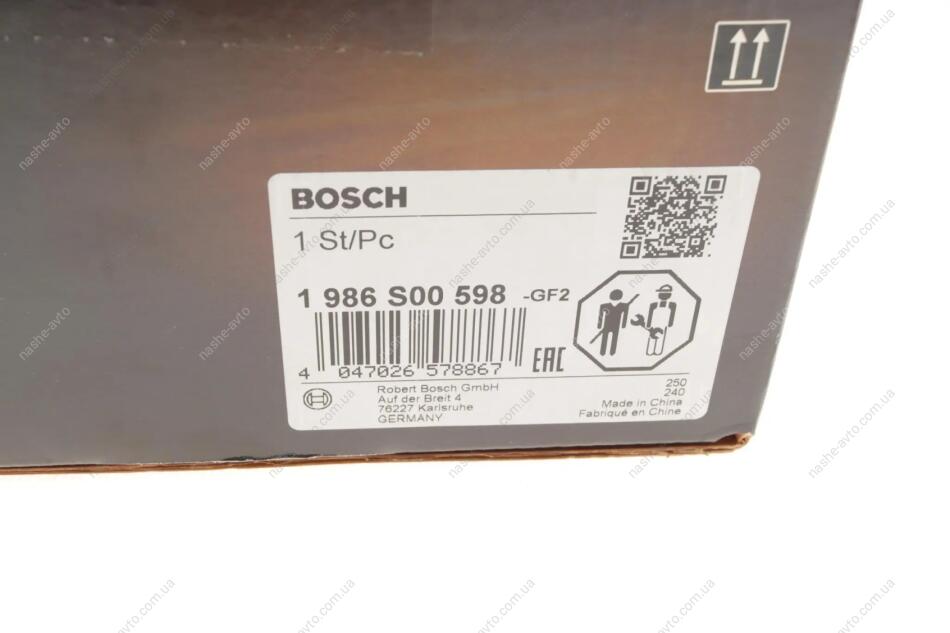 BOSCH
1 St/Pc
1 986 S00 598 -GF2
4 047026 578867
EAC
Robert Bosch GmbH
Auf der Breit 4
76227 Karlsruhe
GERMANY
250
240
Made in China
Fabriqué en Chine
nashe-avto.com.ua